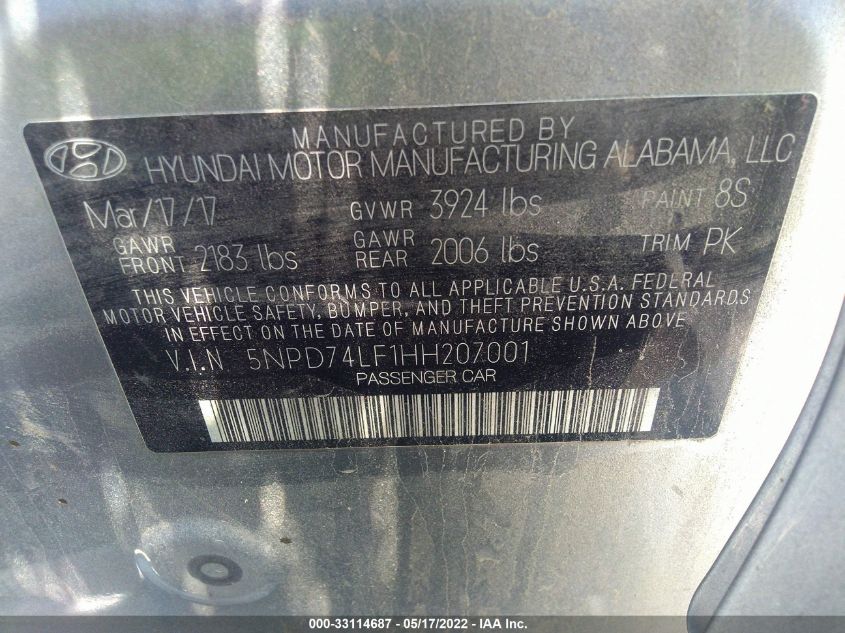 MANUFACTURED BY
HYUNDAI MOTOR MANUFACTURING ALABAMA, LLC
Mar/17/17 GVWR 3924 lbs PAINT 8S
GAWR FRONT 2183 lbs GAWR REAR 2006 lbs TRIM PK
THIS VEHICLE CONFORMS TO ALL APPLICABLE U.S.A. FEDERAL
MOTOR VEHICLE SAFETY, BUMPER, AND THEFT PREVENTION STANDARDS
IN EFFECT ON THE DATE OF MANUFACTURE SHOWN ABOVE
V.I.N 5NPD74LF1HH207001
PASSENGER CAR
000-33114687 - 05/17/2022 - IAA Inc.